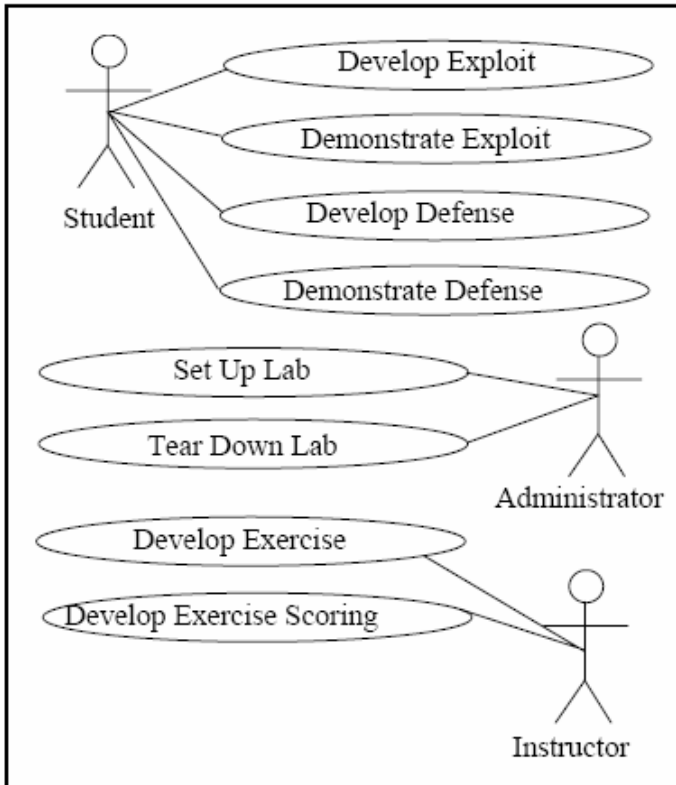 Develop Exploit
Demonstrate Exploit
Develop Defense
Student
Demonstrate Defense
Set Up Lab
Tear Down Lab
Administrator
Develop Exercise
Develop Exercise Scoring
Instructor